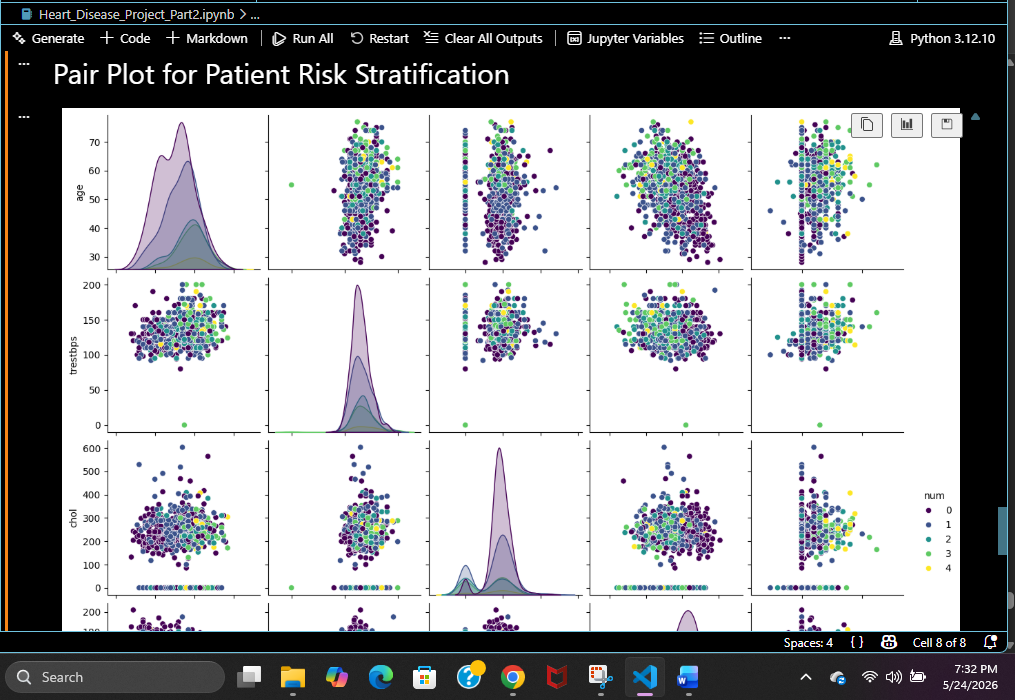 Heart_Disease_Project_Part2.ipynb > ...
Generate + Code + Markdown Run All Restart Clear All Outputs Jupyter Variables Outline ... Python 3.12.10
Pair Plot for Patient Risk Stratification
70
60
50
40
30
age
200
150
100
50
0
trestbps
600
500
400
300
200
100
0
chol
200
num
0
1
2
3
4
Spaces: 4 { } Cell 8 of 8
Search
7:32 PM
5/24/2026